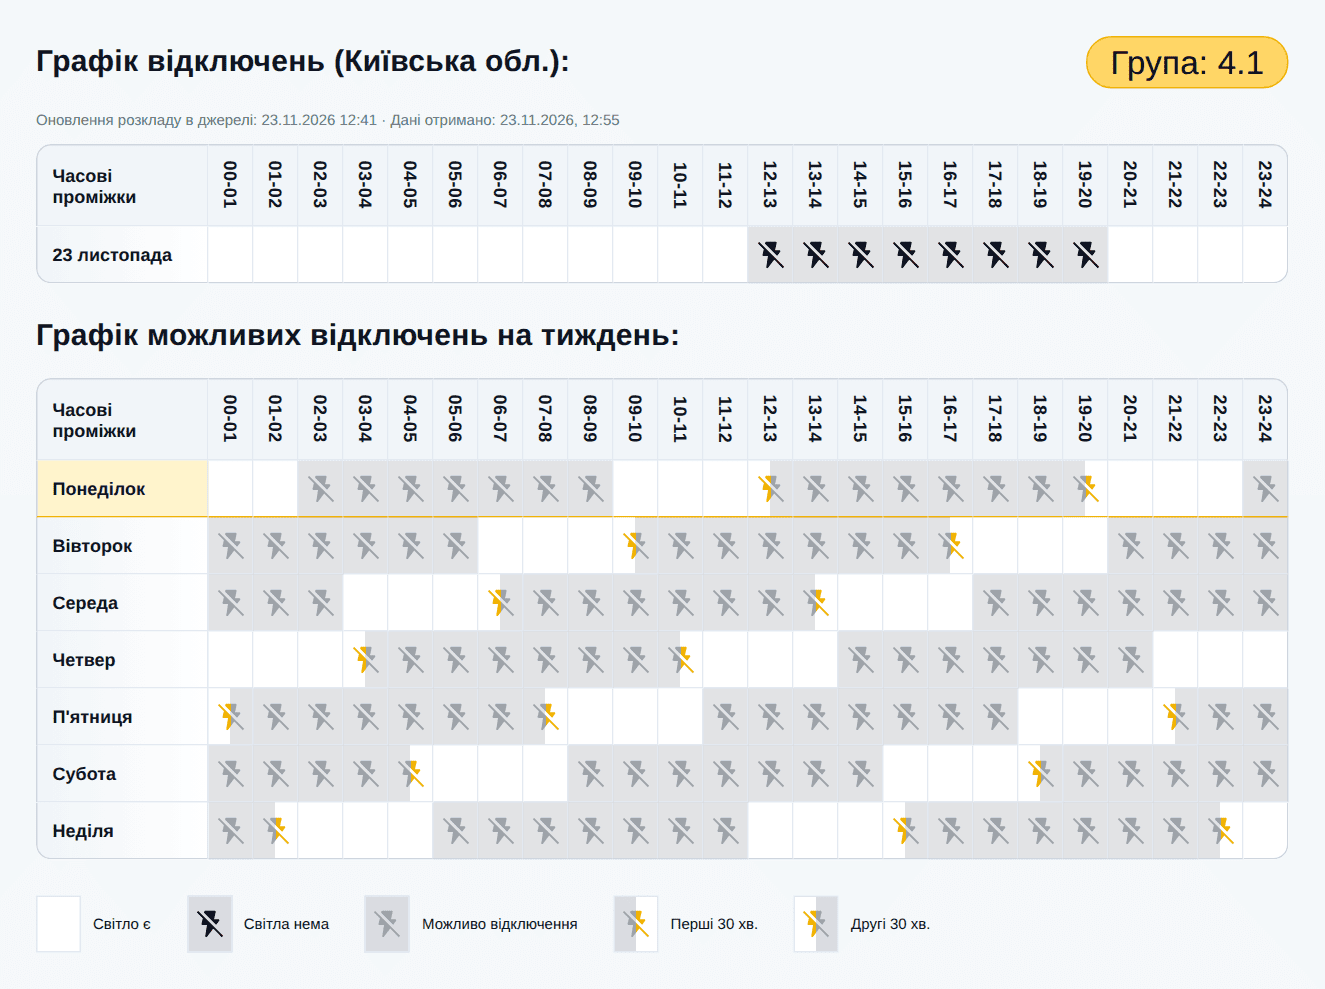 Графік відключень (Київська обл.):
Група: 4.1
Оновлення розкладу в джерелі: 23.11.2026 12:41 · Дані отримано: 23.11.2026, 12:55
Часові проміжки 00-01 01-02 02-03 03-04 04-05 05-06 06-07 07-08 08-09 09-10 10-11 11-12 12-13 13-14 14-15 15-16 16-17 17-18 18-19 19-20 20-21 21-22 22-23 23-24
23 листопада
Графік можливих відключень на тиждень:
Часові проміжки 00-01 01-02 02-03 03-04 04-05 05-06 06-07 07-08 08-09 09-10 10-11 11-12 12-13 13-14 14-15 15-16 16-17 17-18 18-19 19-20 20-21 21-22 22-23 23-24
Понеділок
Вівторок
Середа
Четвер
П'ятниця
Субота
Неділя
Світло є Світла нема Можливо відключення Перші 30 хв. Другі 30 хв.